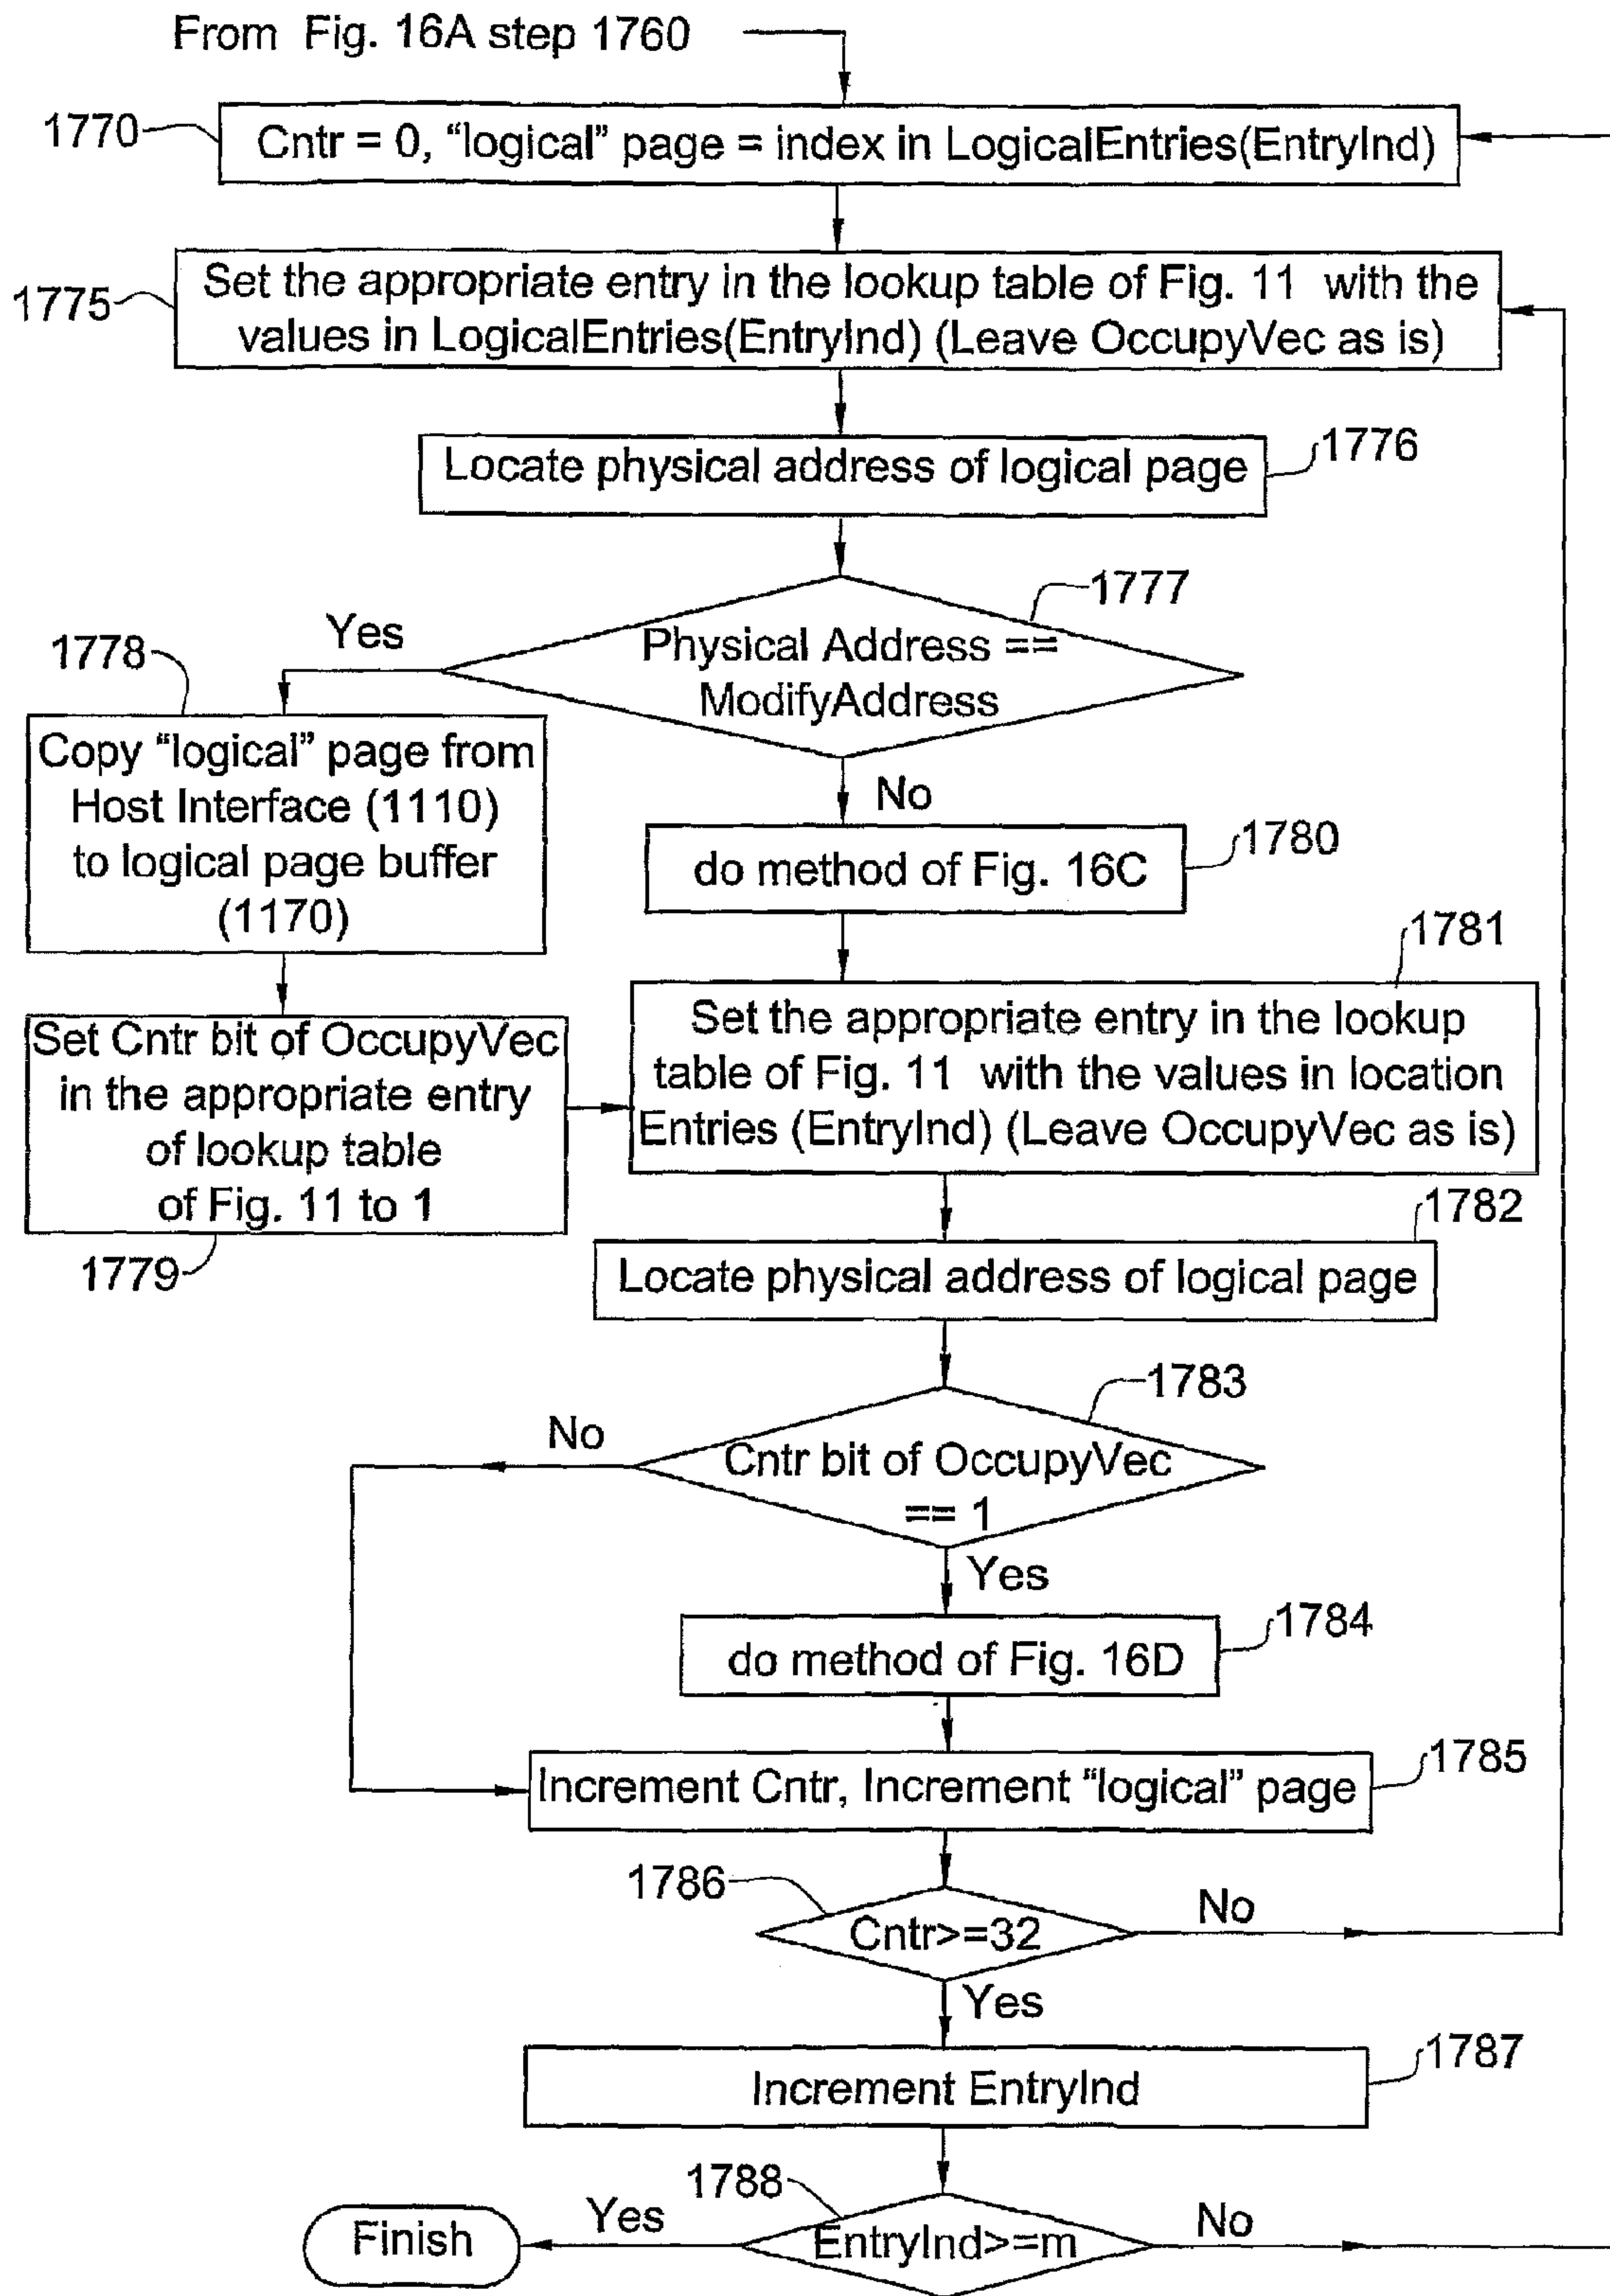 From Fig. 16A step 1760
1770
Cntr = 0, “logical” page = index in LogicalEntries(EntryInd)
1775
Set the appropriate entry in the lookup table of Fig. 11 with the
values in LogicalEntries(EntryInd) (Leave OccupyVec as is)
Locate physical address of logical page
1776
1777
Physical Address ==
ModifyAddress
Yes
No
1778
Copy “logical” page from
Host Interface (1110)
to logical page buffer
(1170)
do method of Fig. 16C
1780
Set Cntr bit of OccupyVec
in the appropriate entry
of lookup table
of Fig. 11 to 1
1779
1781
Set the appropriate entry in the lookup
table of Fig. 11 with the values in location
Entries (EntryInd) (Leave OccupyVec as is)
1782
Locate physical address of logical page
1783
Cntr bit of OccupyVec
== 1
No
Yes
1784
do method of Fig. 16D
1785
Increment Cntr, Increment “logical” page
1786
Cntr>=32
No
Yes
1787
Increment EntryInd
1788
EntryInd>=m
Yes
No
Finish